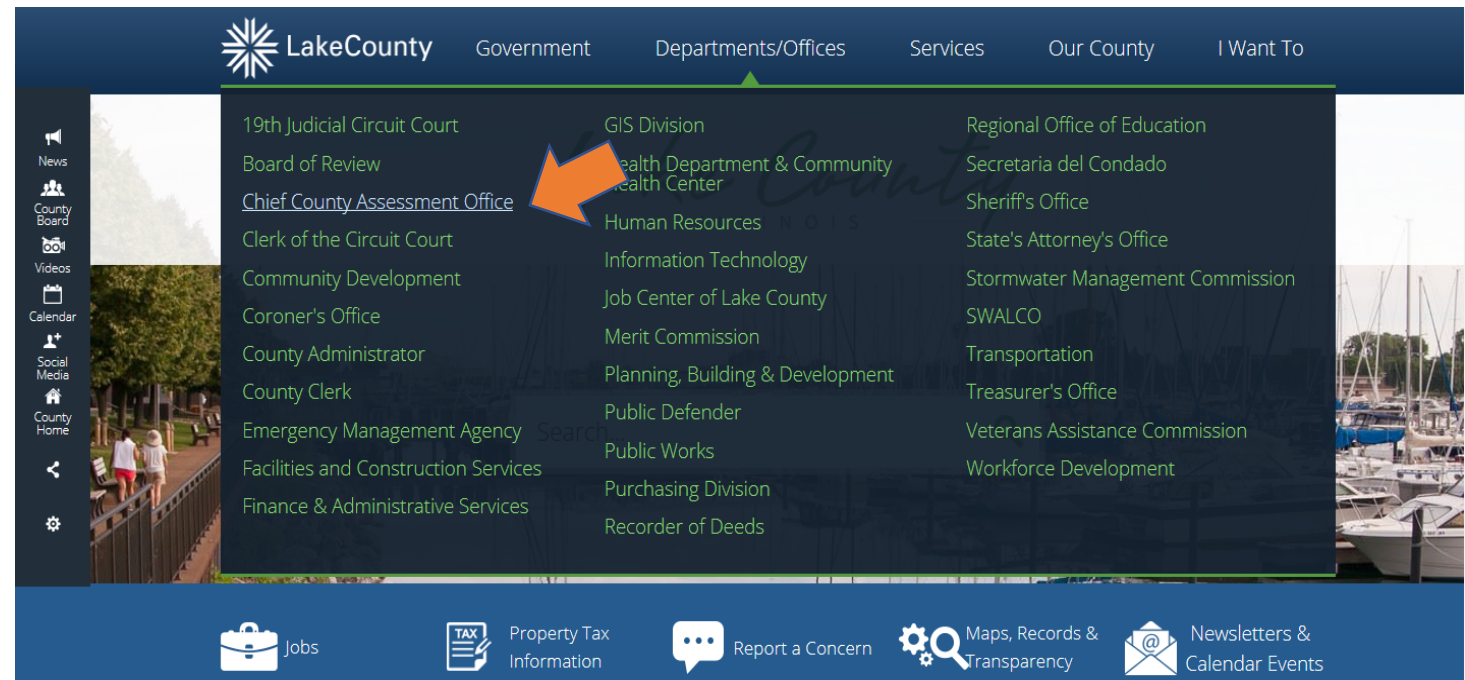 LakeCounty
Government
Departments/Offices
Services
Our County
I Want To
News
County
Board
Videos
Calendar
Social
Media
County
Home
19th Judicial Circuit Court
Board of Review
Chief County Assessment Office
Clerk of the Circuit Court
Community Development
Coroner's Office
County Administrator
County Clerk
Emergency Management Agency
Facilities and Construction Services
Finance & Administrative Services
GIS Division
Health Department & Community
Health Center
Human Resources
Information Technology
Job Center of Lake County
Merit Commission
Planning, Building & Development
Public Defender
Public Works
Purchasing Division
Recorder of Deeds
Regional Office of Education
Secretaria del Condado
Sheriff's Office
State's Attorney's Office
Stormwater Management Commission
SWALCO
Transportation
Treasurer's Office
Veterans Assistance Commission
Workforce Development
County
Search...
Jobs
TAX
Property Tax
Information
Report a Concern
Maps, Records &
Transparency
@
Newsletters &
Calendar Events